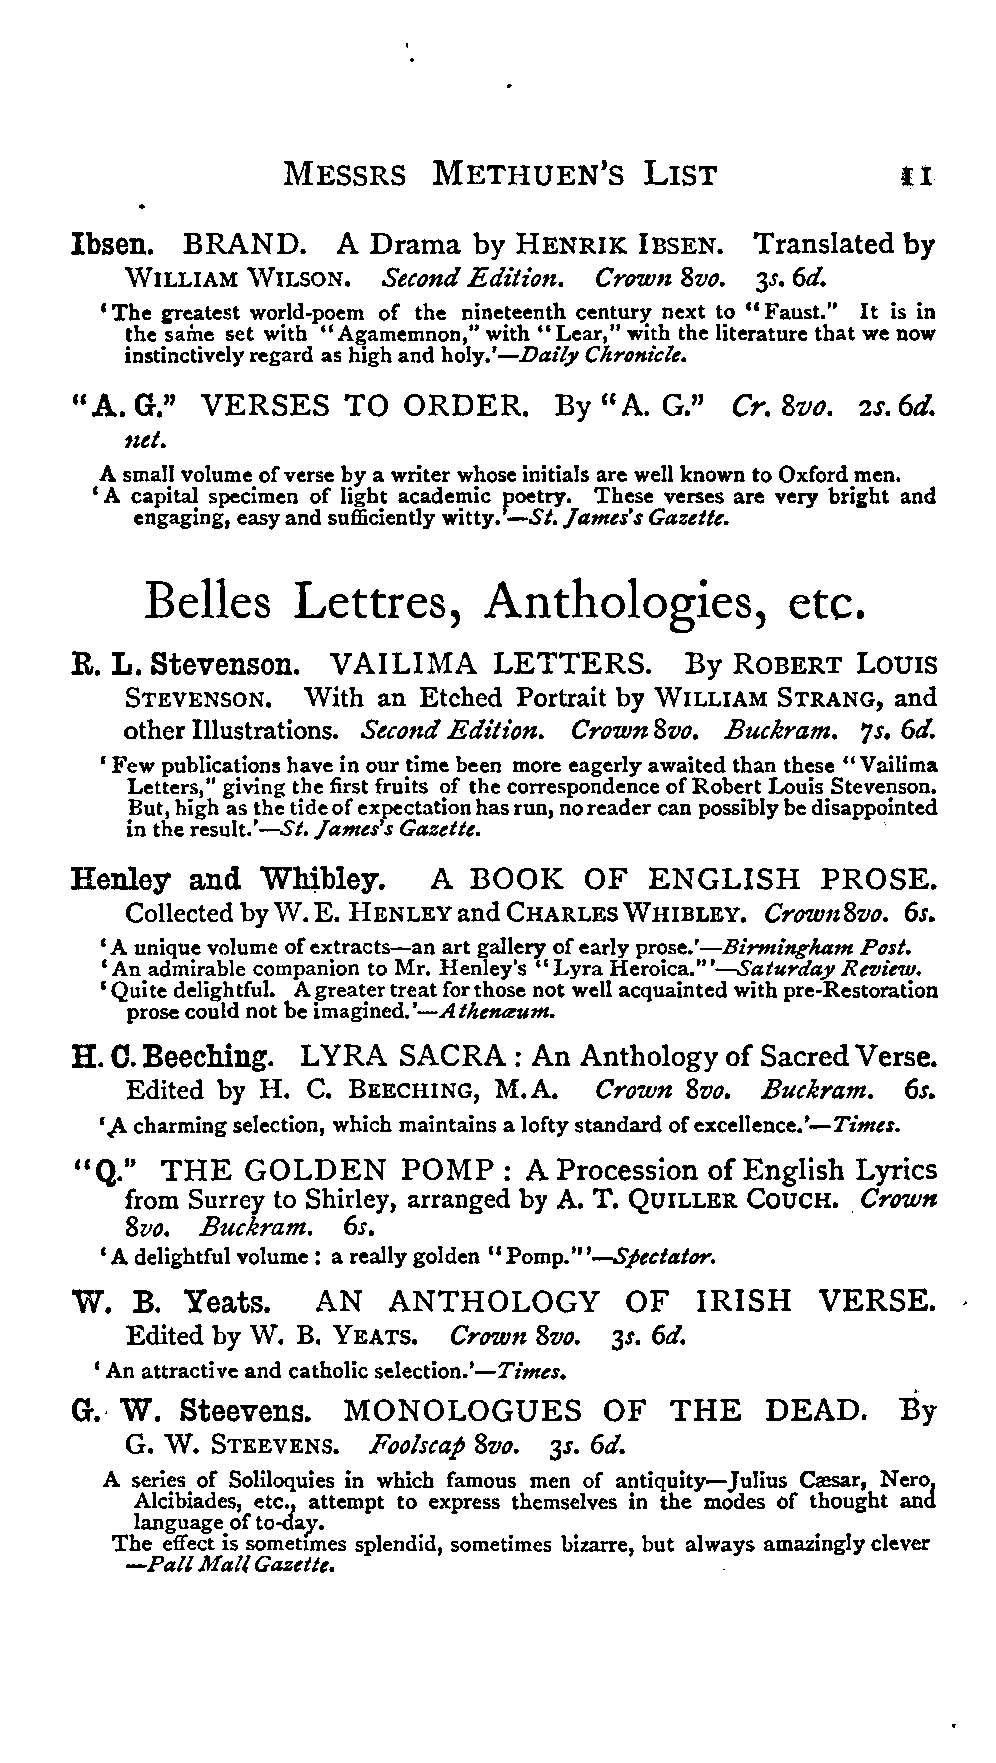 MESSRS METHUEN'S LIST 11
Ibsen. BRAND. A Drama by HENRIK IBSEN. Translated by
WILLIAM WILSON. Second Edition. Crown 8vo. 3s. 6d.
'The greatest world-poem of the nineteenth century next to "Faust." It is in
the same set with "Agamemnon," with "Lear," with the literature that we now
instinctively regard as high and holy.'—Daily Chronicle.
"A. G." VERSES TO ORDER. By "A. G." Cr. 8vo. 2s. 6d.
net.
A small volume of verse by a writer whose initials are well known to Oxford men.
'A capital specimen of light academic poetry. These verses are very bright and
engaging, easy and sufficiently witty.'—St. James's Gazette.
Belles Lettres, Anthologies, etc.
R. L. Stevenson. VAILIMA LETTERS. By ROBERT LOUIS
STEVENSON. With an Etched Portrait by WILLIAM STRANG, and
other Illustrations. Second Edition. Crown 8vo. Buckram. 7s. 6d.
'Few publications have in our time been more eagerly awaited than these "Vailima
Letters," giving the first fruits of the correspondence of Robert Louis Stevenson.
But, high as the tide of expectation has run, no reader can possibly be disappointed
in the result.'—St. James's Gazette.
Henley and Whibley. A BOOK OF ENGLISH PROSE.
Collected by W. E. HENLEY and CHARLES WHIBLEY. Crown 8vo. 6s.
'A unique volume of extracts—an art gallery of early prose.'—Birmingham Post.
'An admirable companion to Mr. Henley's "Lyra Heroica."'—Saturday Review.
'Quite delightful. A greater treat for those not well acquainted with pre-Restoration
prose could not be imagined.'—Athenæum.
H. C. Beeching. LYRA SACRA: An Anthology of Sacred Verse.
Edited by H. C. BEECHING, M.A. Crown 8vo. Buckram. 6s.
'A charming selection, which maintains a lofty standard of excellence.'—Times.
"Q." THE GOLDEN POMP: A Procession of English Lyrics
from Surrey to Shirley, arranged by A. T. QUILLER COUCH. Crown
8vo. Buckram. 6s.
'A delightful volume: a really golden "Pomp."'—Spectator.
W. B. Yeats. AN ANTHOLOGY OF IRISH VERSE.
Edited by W. B. YEATS. Crown 8vo. 3s. 6d.
'An attractive and catholic selection.'—Times.
G. W. Steevens. MONOLOGUES OF THE DEAD. By
G. W. STEEVENS. Foolscap 8vo. 3s. 6d.
A series of Soliloquies in which famous men of antiquity—Julius Cæsar, Nero,
Alcibiades, etc., attempt to express themselves in the modes of thought and
language of to-day.
The effect is sometimes splendid, sometimes bizarre, but always amazingly clever
—Pall Mall Gazette.